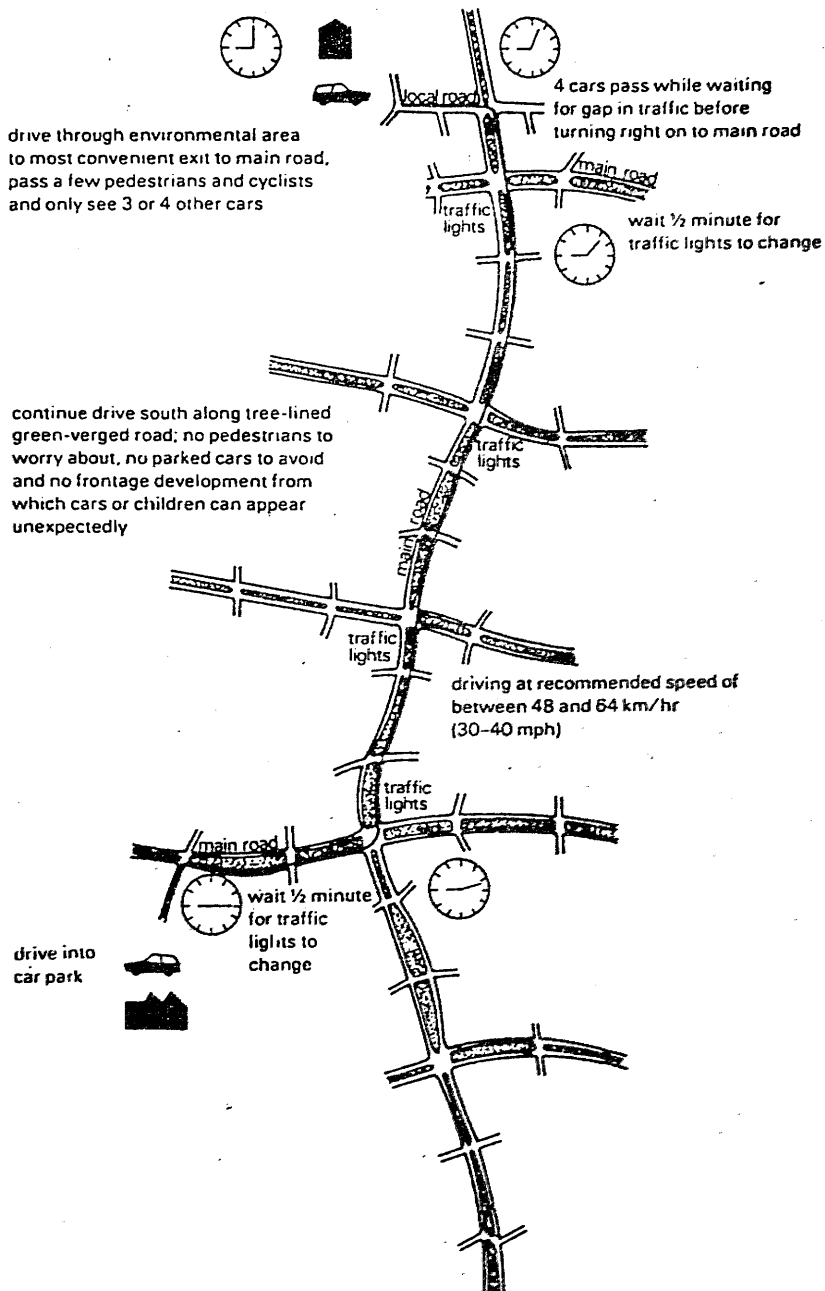 local road
4 cars pass while waiting
for gap in traffic before
turning right on to main road
drive through environmental area
to most convenient exit to main road,
pass a few pedestrians and cyclists
and only see 3 or 4 other cars
main road
traffic
lights
wait ½ minute for
traffic lights to change
continue drive south along tree-lined
green-verged road; no pedestrians to
worry about, no parked cars to avoid
and no frontage development from
which cars or children can appear
unexpectedly
traffic
lights
main road
traffic
lights
driving at recommended speed of
between 48 and 64 km/hr
(30–40 mph)
traffic
lights
main road
wait ½ minute
for traffic
lights to
change
drive into
car park